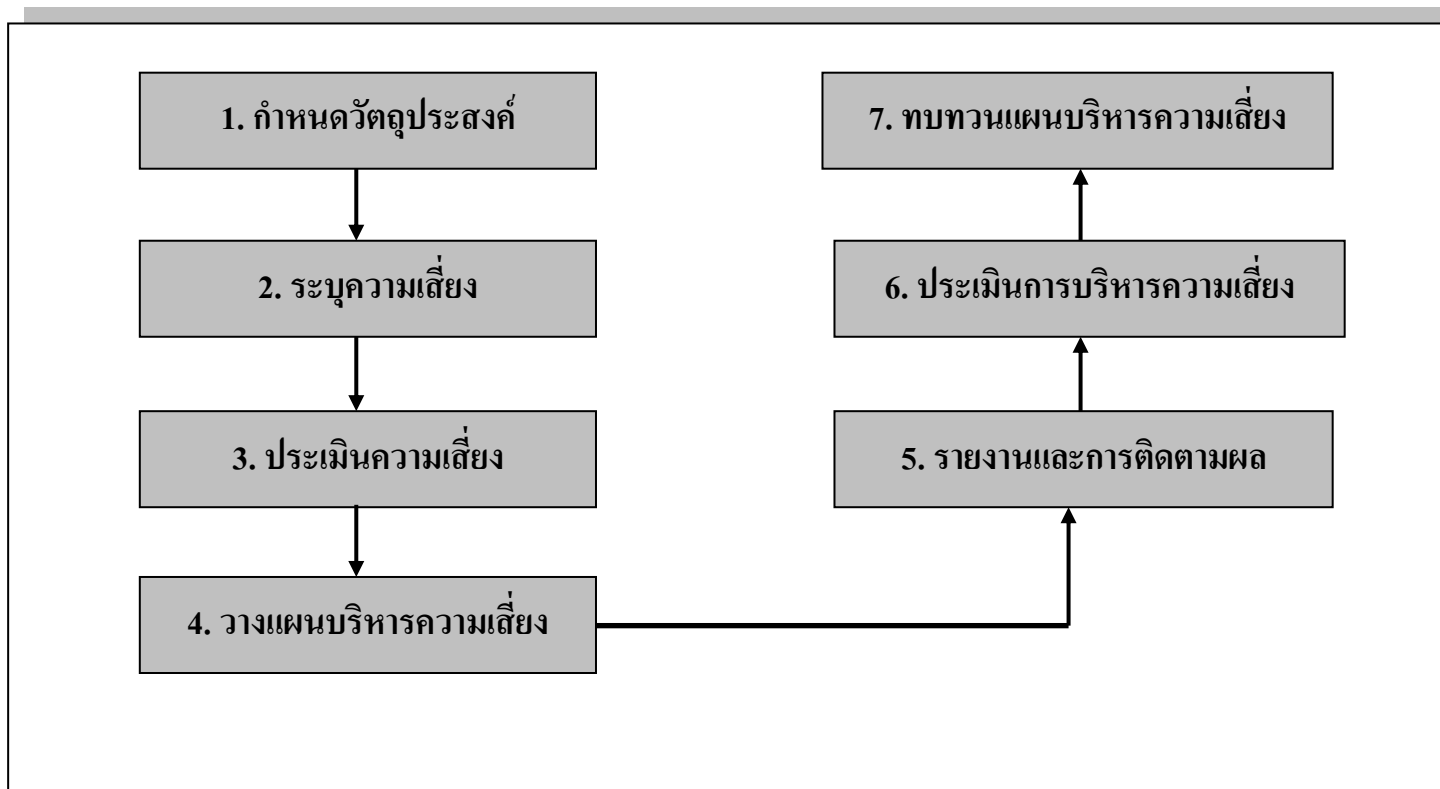 1. กำหนดวัตถุประสงค์
2. ระบุความเสี่ยง
3. ประเมินความเสี่ยง
4. วางแผนบริหารความเสี่ยง
5. รายงานและการติดตามผล
6. ประเมินการบริหารความเสี่ยง
7. ทบทวนแผนบริหารความเสี่ยง